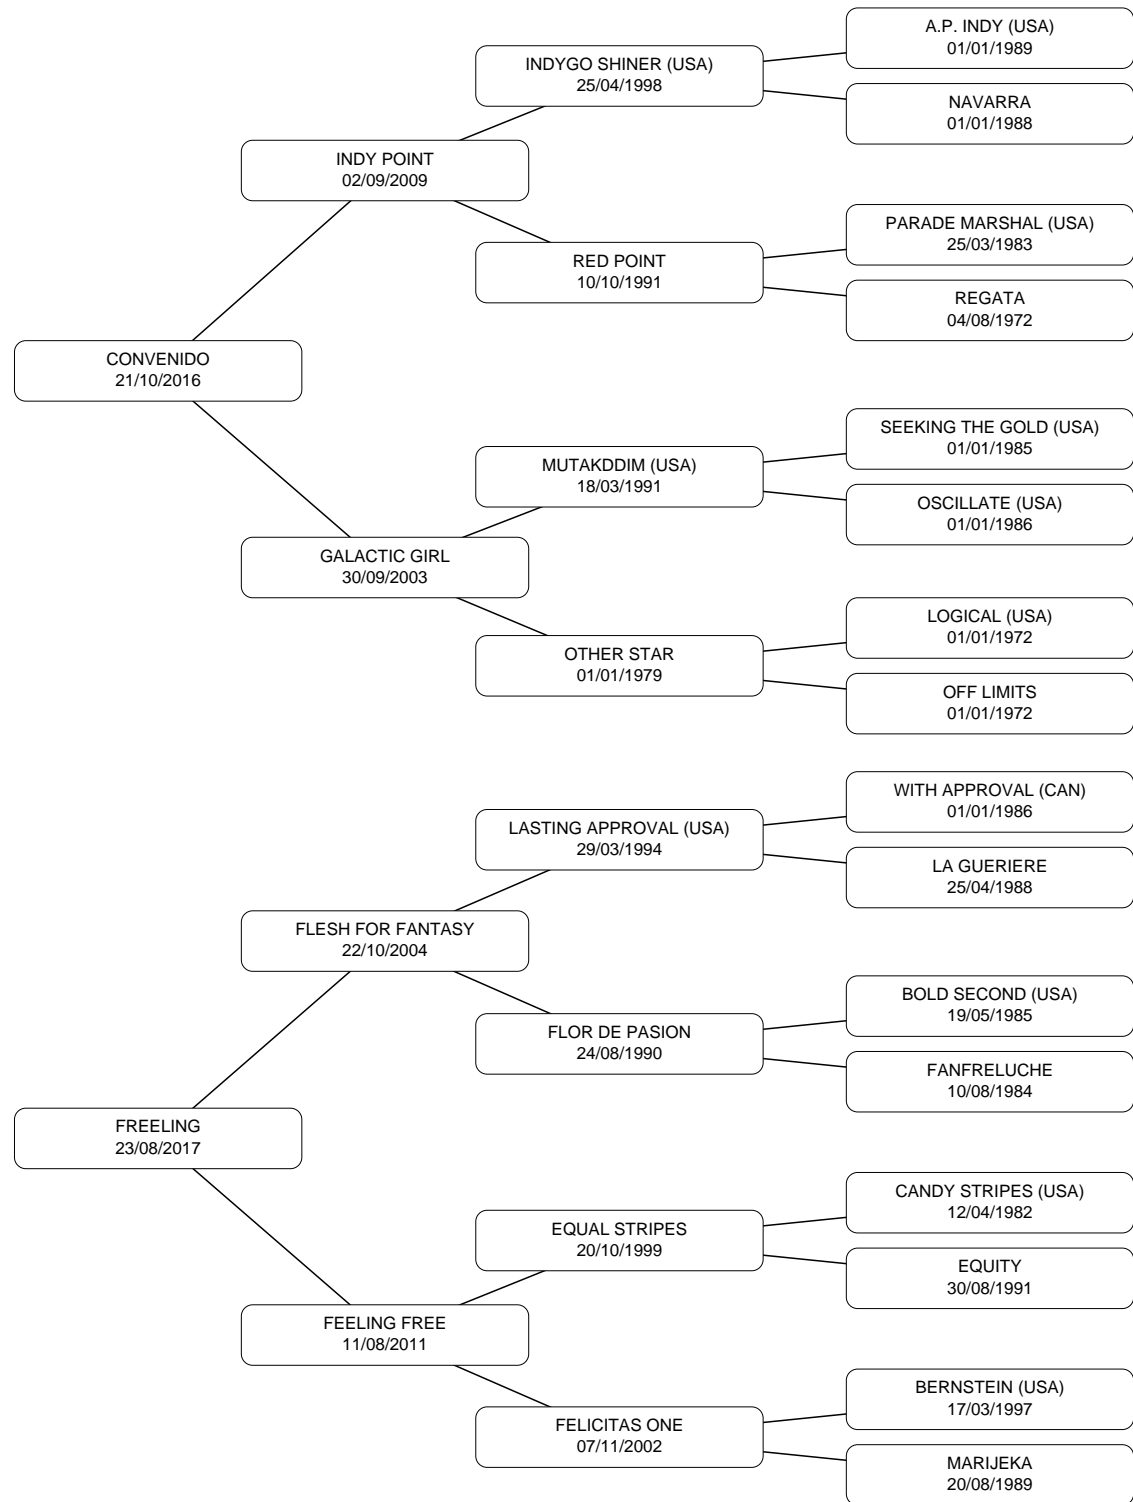 A.P. INDY (USA)
01/01/1989
INDYGO SHINER (USA)
25/04/1998
NAVARRA
01/01/1988
INDY POINT
02/09/2009
PARADE MARSHAL (USA)
25/03/1983
RED POINT
10/10/1991
REGATA
04/08/1972
CONVENIDO
21/10/2016
SEEKING THE GOLD (USA)
01/01/1985
MUTAKDDIM (USA)
18/03/1991
OSCILLATE (USA)
01/01/1986
GALACTIC GIRL
30/09/2003
LOGICAL (USA)
01/01/1972
OTHER STAR
01/01/1979
OFF LIMITS
01/01/1972
WITH APPROVAL (CAN)
01/01/1986
LASTING APPROVAL (USA)
29/03/1994
LA GUERIERE
25/04/1988
FLESH FOR FANTASY
22/10/2004
BOLD SECOND (USA)
19/05/1985
FLOR DE PASION
24/08/1990
FANFRELUCHE
10/08/1984
FREELING
23/08/2017
CANDY STRIPES (USA)
12/04/1982
EQUAL STRIPES
20/10/1999
EQUITY
30/08/1991
FEELING FREE
11/08/2011
BERNSTEIN (USA)
17/03/1997
FELICITAS ONE
07/11/2002
MARIJEKA
20/08/1989